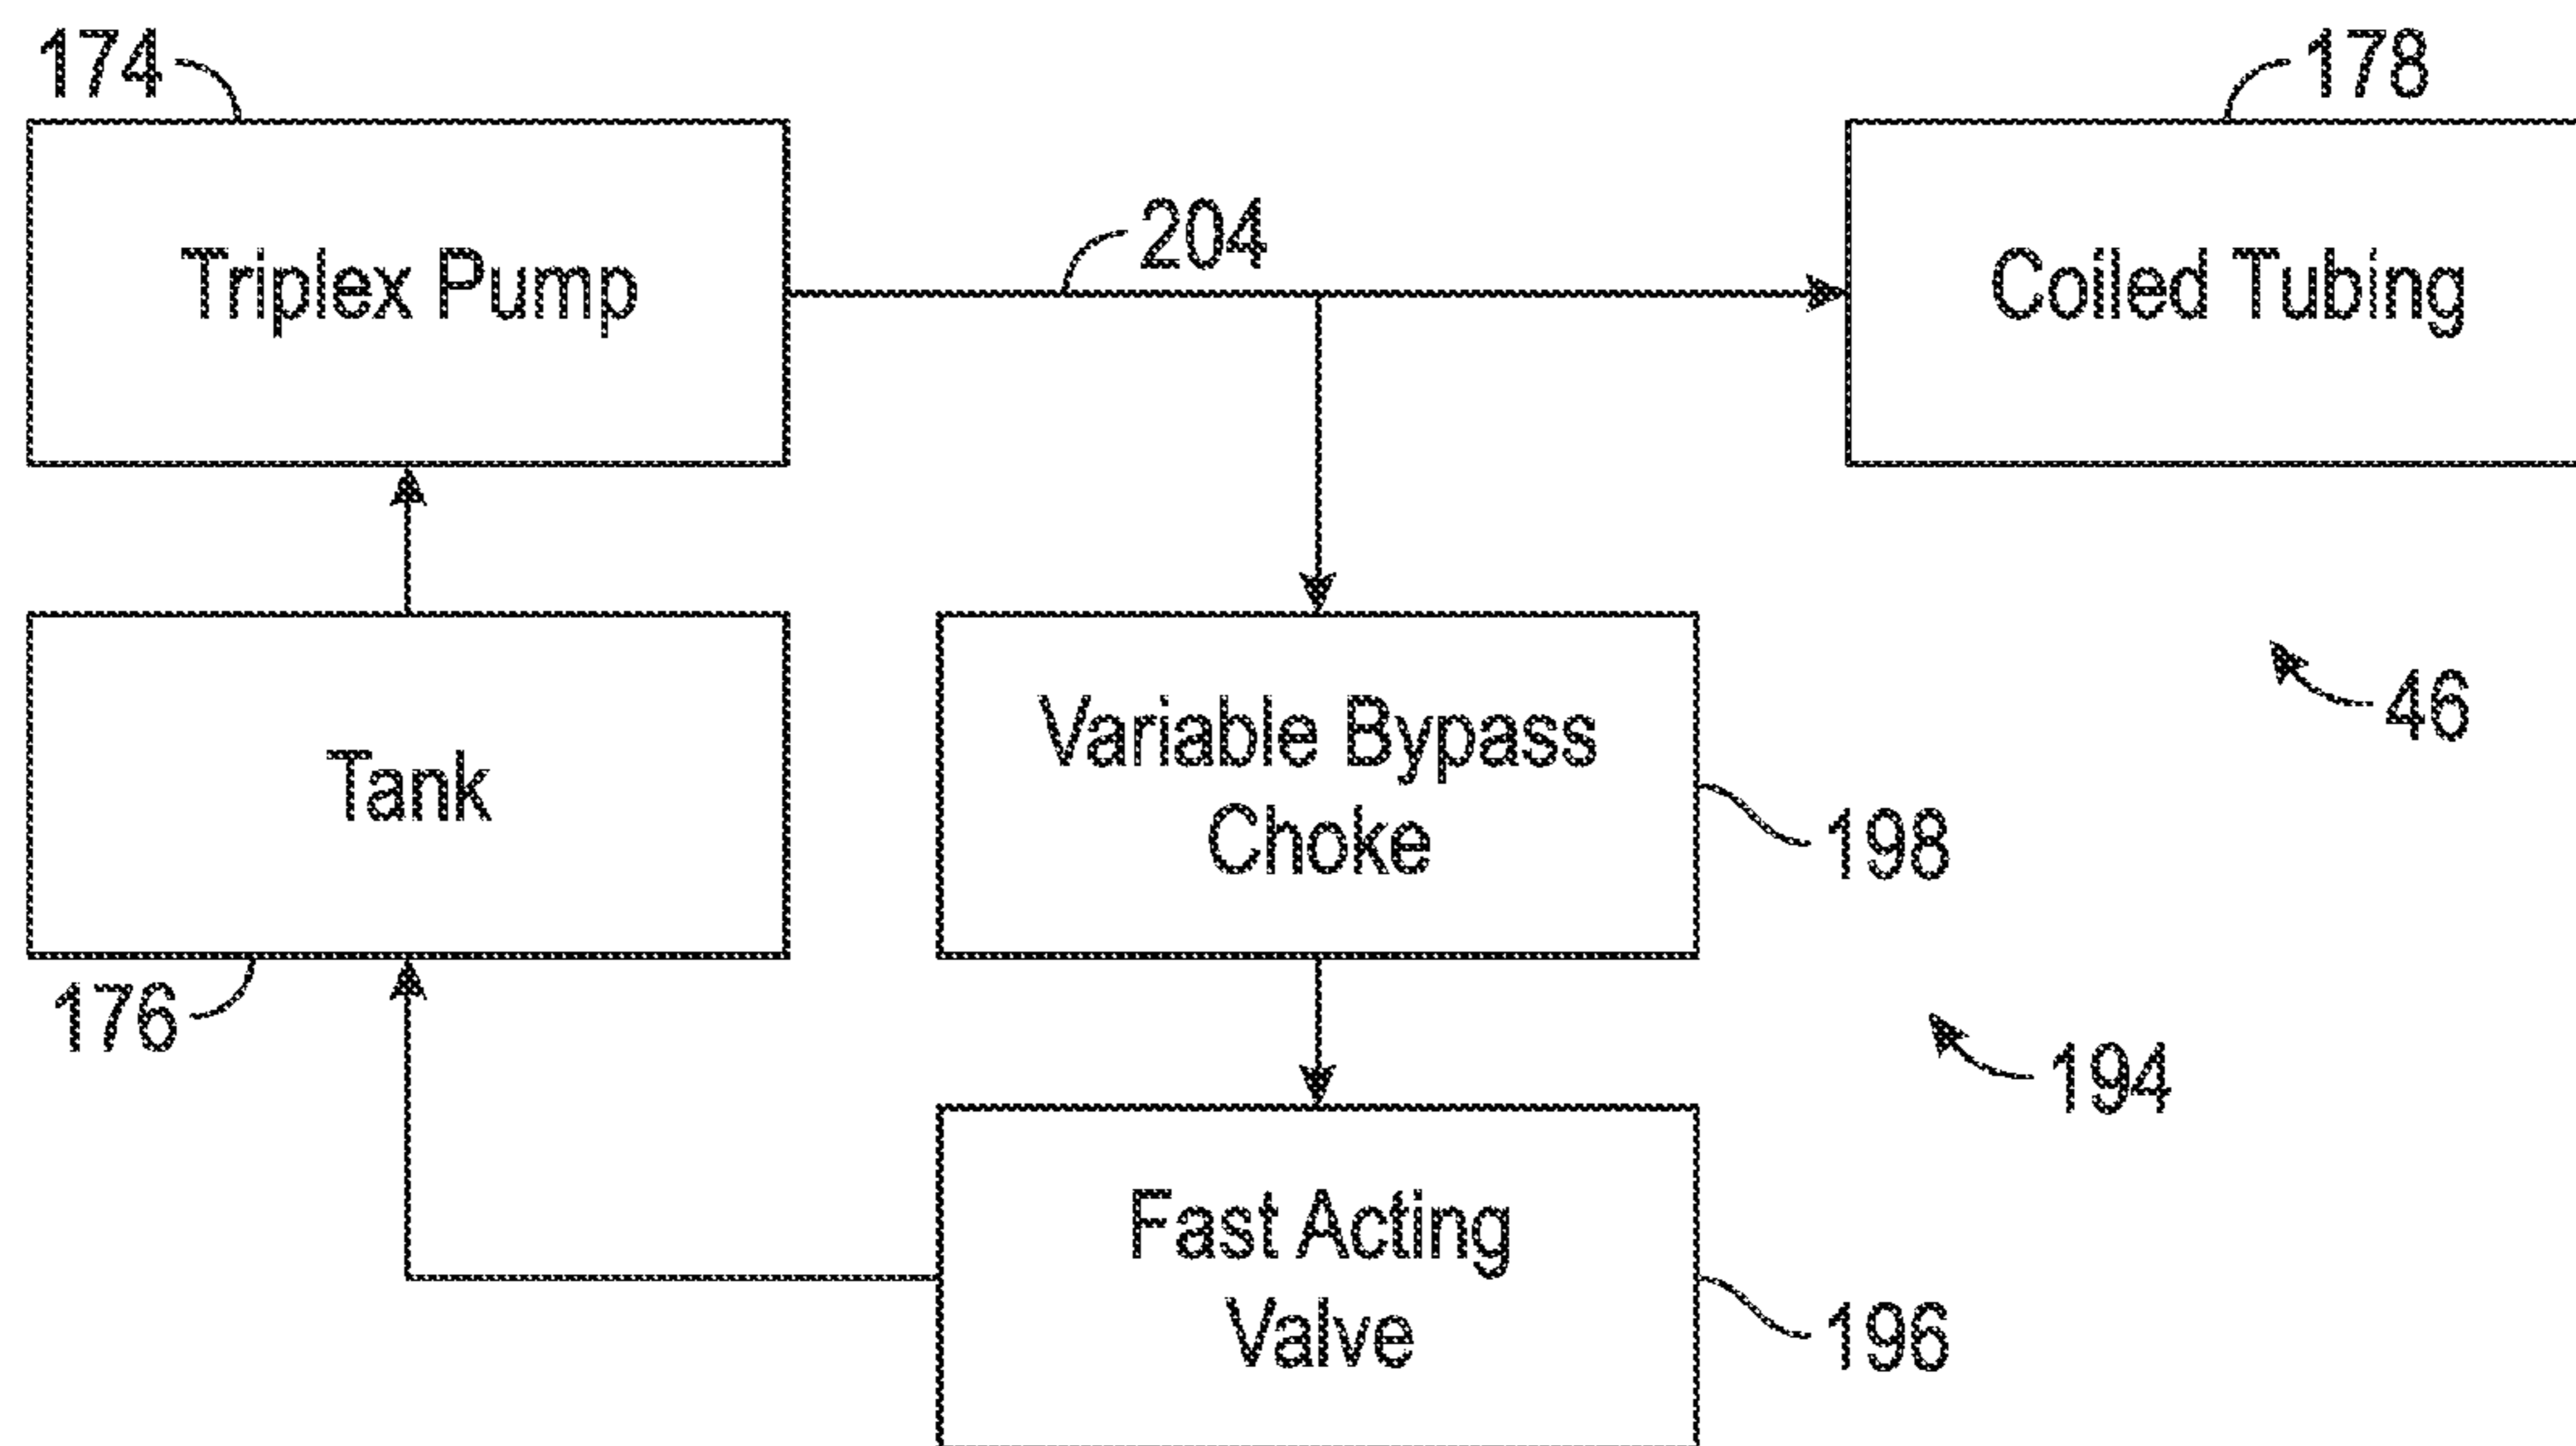 174
178
204
Triplex Pump
Coiled Tubing
Variable Bypass
Choke
46
Tank
198
176
194
Fast Acting
Valve
196